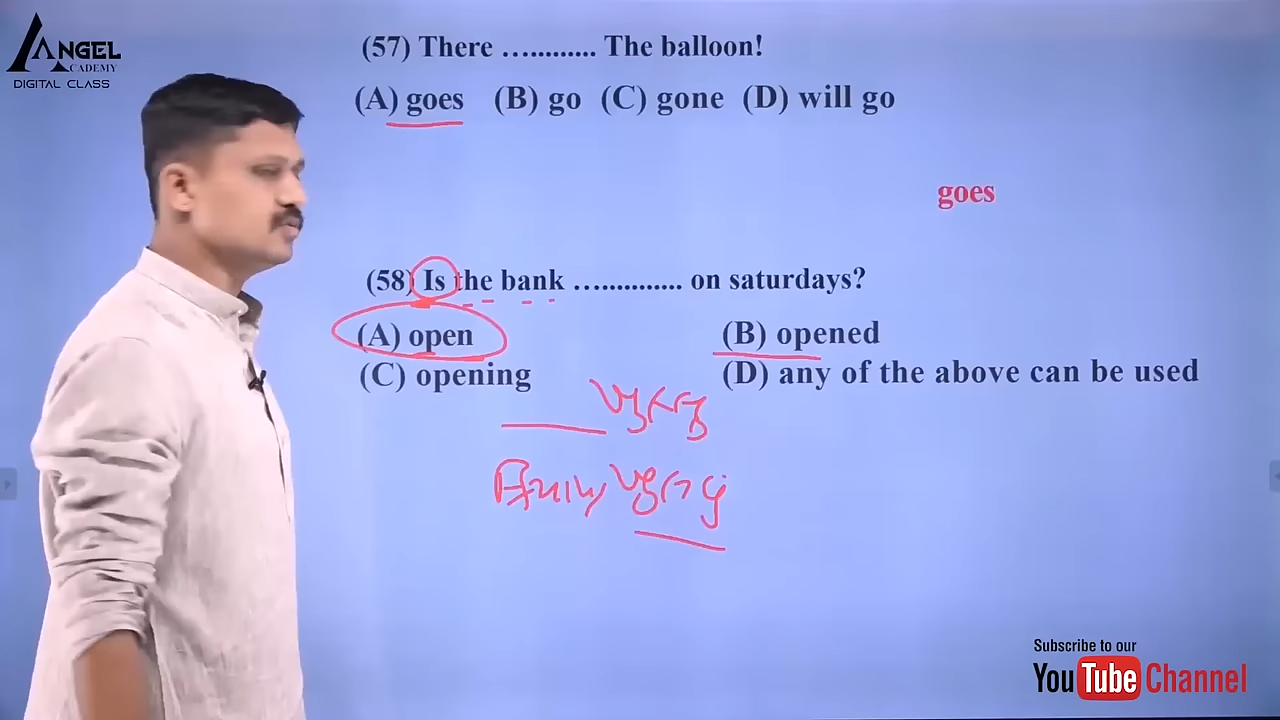 ANGEL
ACADEMY
DIGITAL CLASS
(57) There ….......... The balloon!
(A) goes (B) go (C) gone (D) will go
goes
(58) Is the bank ….............. on saturdays?
(A) open (B) opened
(C) opening (D) any of the above can be used
Subscribe to our
YouTube Channel